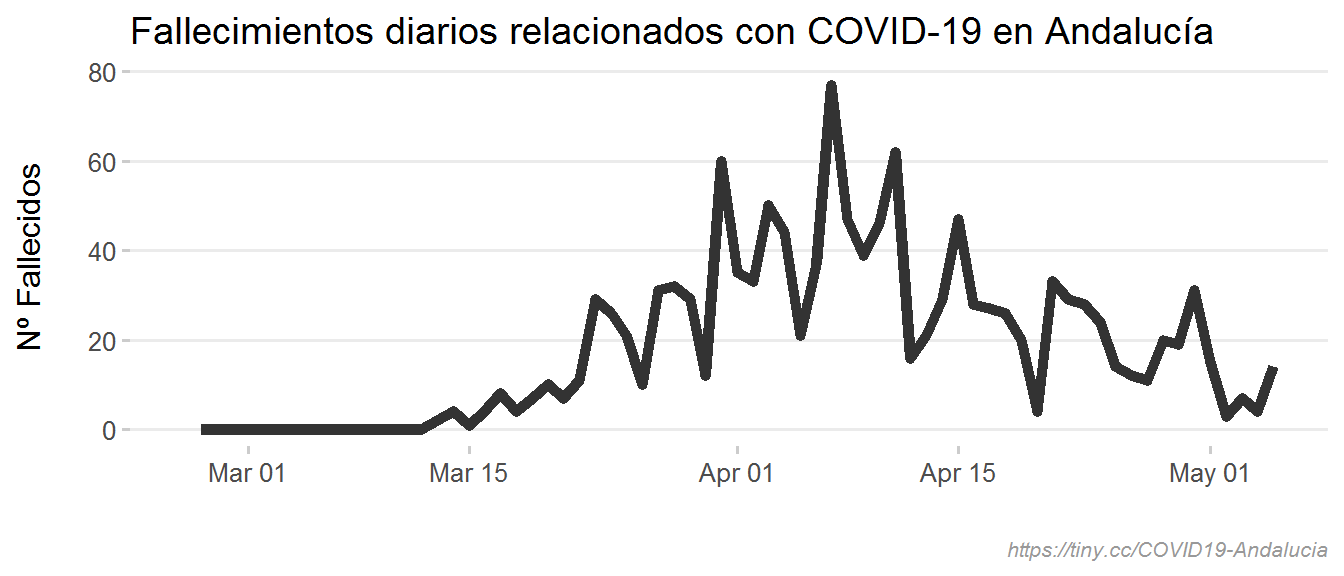 Fallecimientos diarios relacionados con COVID-19 en Andalucía
Nº Fallecidos
80
60
40
20
0
Mar 01
Mar 15
Apr 01
Apr 15
May 01
https://tiny.cc/COVID19-Andalucia